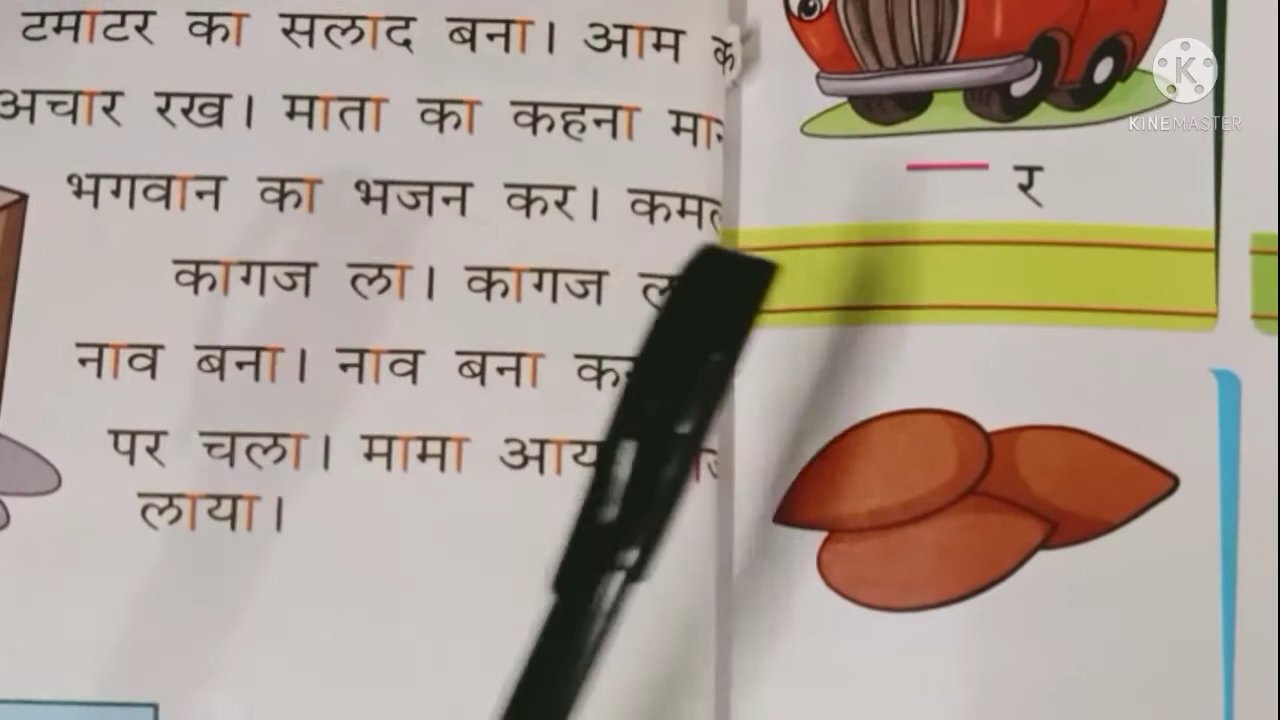 टमाटर का सलाद बना। आम
अचार रख। माता का कहना
भगवान का भजन कर।
कागज ला। कागज
नाव बना। नाव बना
पर चला। मामा
लाया।
र
K
KINEMASTER